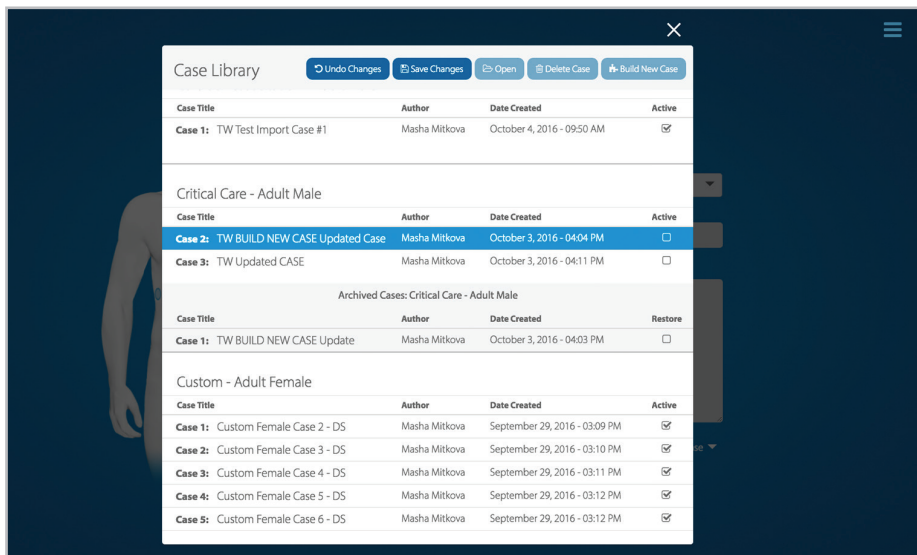 Case Library
Undo Changes Save Changes Open Delete Case Build New Case
Case Title Author Date Created Active
Case 1: TW Test Import Case #1 Masha Mitkova October 4, 2016 - 09:50 AM
Critical Care - Adult Male
Case Title Author Date Created Active
Case 2: TW BUILD NEW CASE Updated Case Masha Mitkova October 3, 2016 - 04:04 PM
Case 3: TW Updated CASE Masha Mitkova October 3, 2016 - 04:11 PM
Archived Cases: Critical Care - Adult Male
Case Title Author Date Created Restore
Case 1: TW BUILD NEW CASE Update Masha Mitkova October 3, 2016 - 04:03 PM
Custom - Adult Female
Case Title Author Date Created Active
Case 1: Custom Female Case 2 - DS Masha Mitkova September 29, 2016 - 03:09 PM
Case 2: Custom Female Case 3 - DS Masha Mitkova September 29, 2016 - 03:10 PM
Case 3: Custom Female Case 4 - DS Masha Mitkova September 29, 2016 - 03:11 PM
Case 4: Custom Female Case 5 - DS Masha Mitkova September 29, 2016 - 03:12 PM
Case 5: Custom Female Case 6 - DS Masha Mitkova September 29, 2016 - 03:12 PM